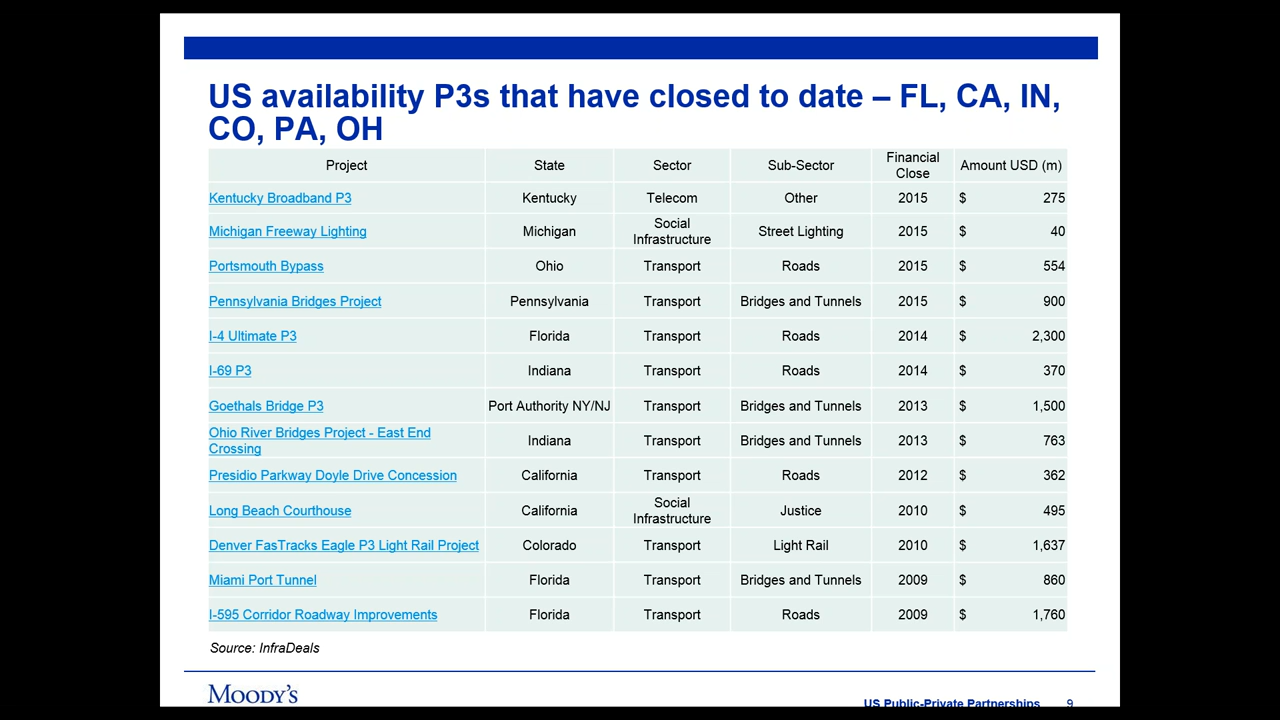 US availability P3s that have closed to date – FL, CA, IN,
CO, PA, OH
Project State Sector Sub-Sector Financial Close Amount USD (m)
Kentucky Broadband P3 Kentucky Telecom Other 2015 $ 275
Michigan Freeway Lighting Michigan Social Infrastructure Street Lighting 2015 $ 40
Portsmouth Bypass Ohio Transport Roads 2015 $ 554
Pennsylvania Bridges Project Pennsylvania Transport Bridges and Tunnels 2015 $ 900
I-4 Ultimate P3 Florida Transport Roads 2014 $ 2,300
I-69 P3 Indiana Transport Roads 2014 $ 370
Goethals Bridge P3 Port Authority NY/NJ Transport Bridges and Tunnels 2013 $ 1,500
Ohio River Bridges Project - East End Crossing Indiana Transport Bridges and Tunnels 2013 $ 763
Presidio Parkway Doyle Drive Concession California Transport Roads 2012 $ 362
Long Beach Courthouse California Social Infrastructure Justice 2010 $ 495
Denver FasTracks Eagle P3 Light Rail Project Colorado Transport Light Rail 2010 $ 1,637
Miami Port Tunnel Florida Transport Bridges and Tunnels 2009 $ 860
I-595 Corridor Roadway Improvements Florida Transport Roads 2009 $ 1,760
Source: InfraDeals
MOODY'S
US Public-Private Partnerships 9